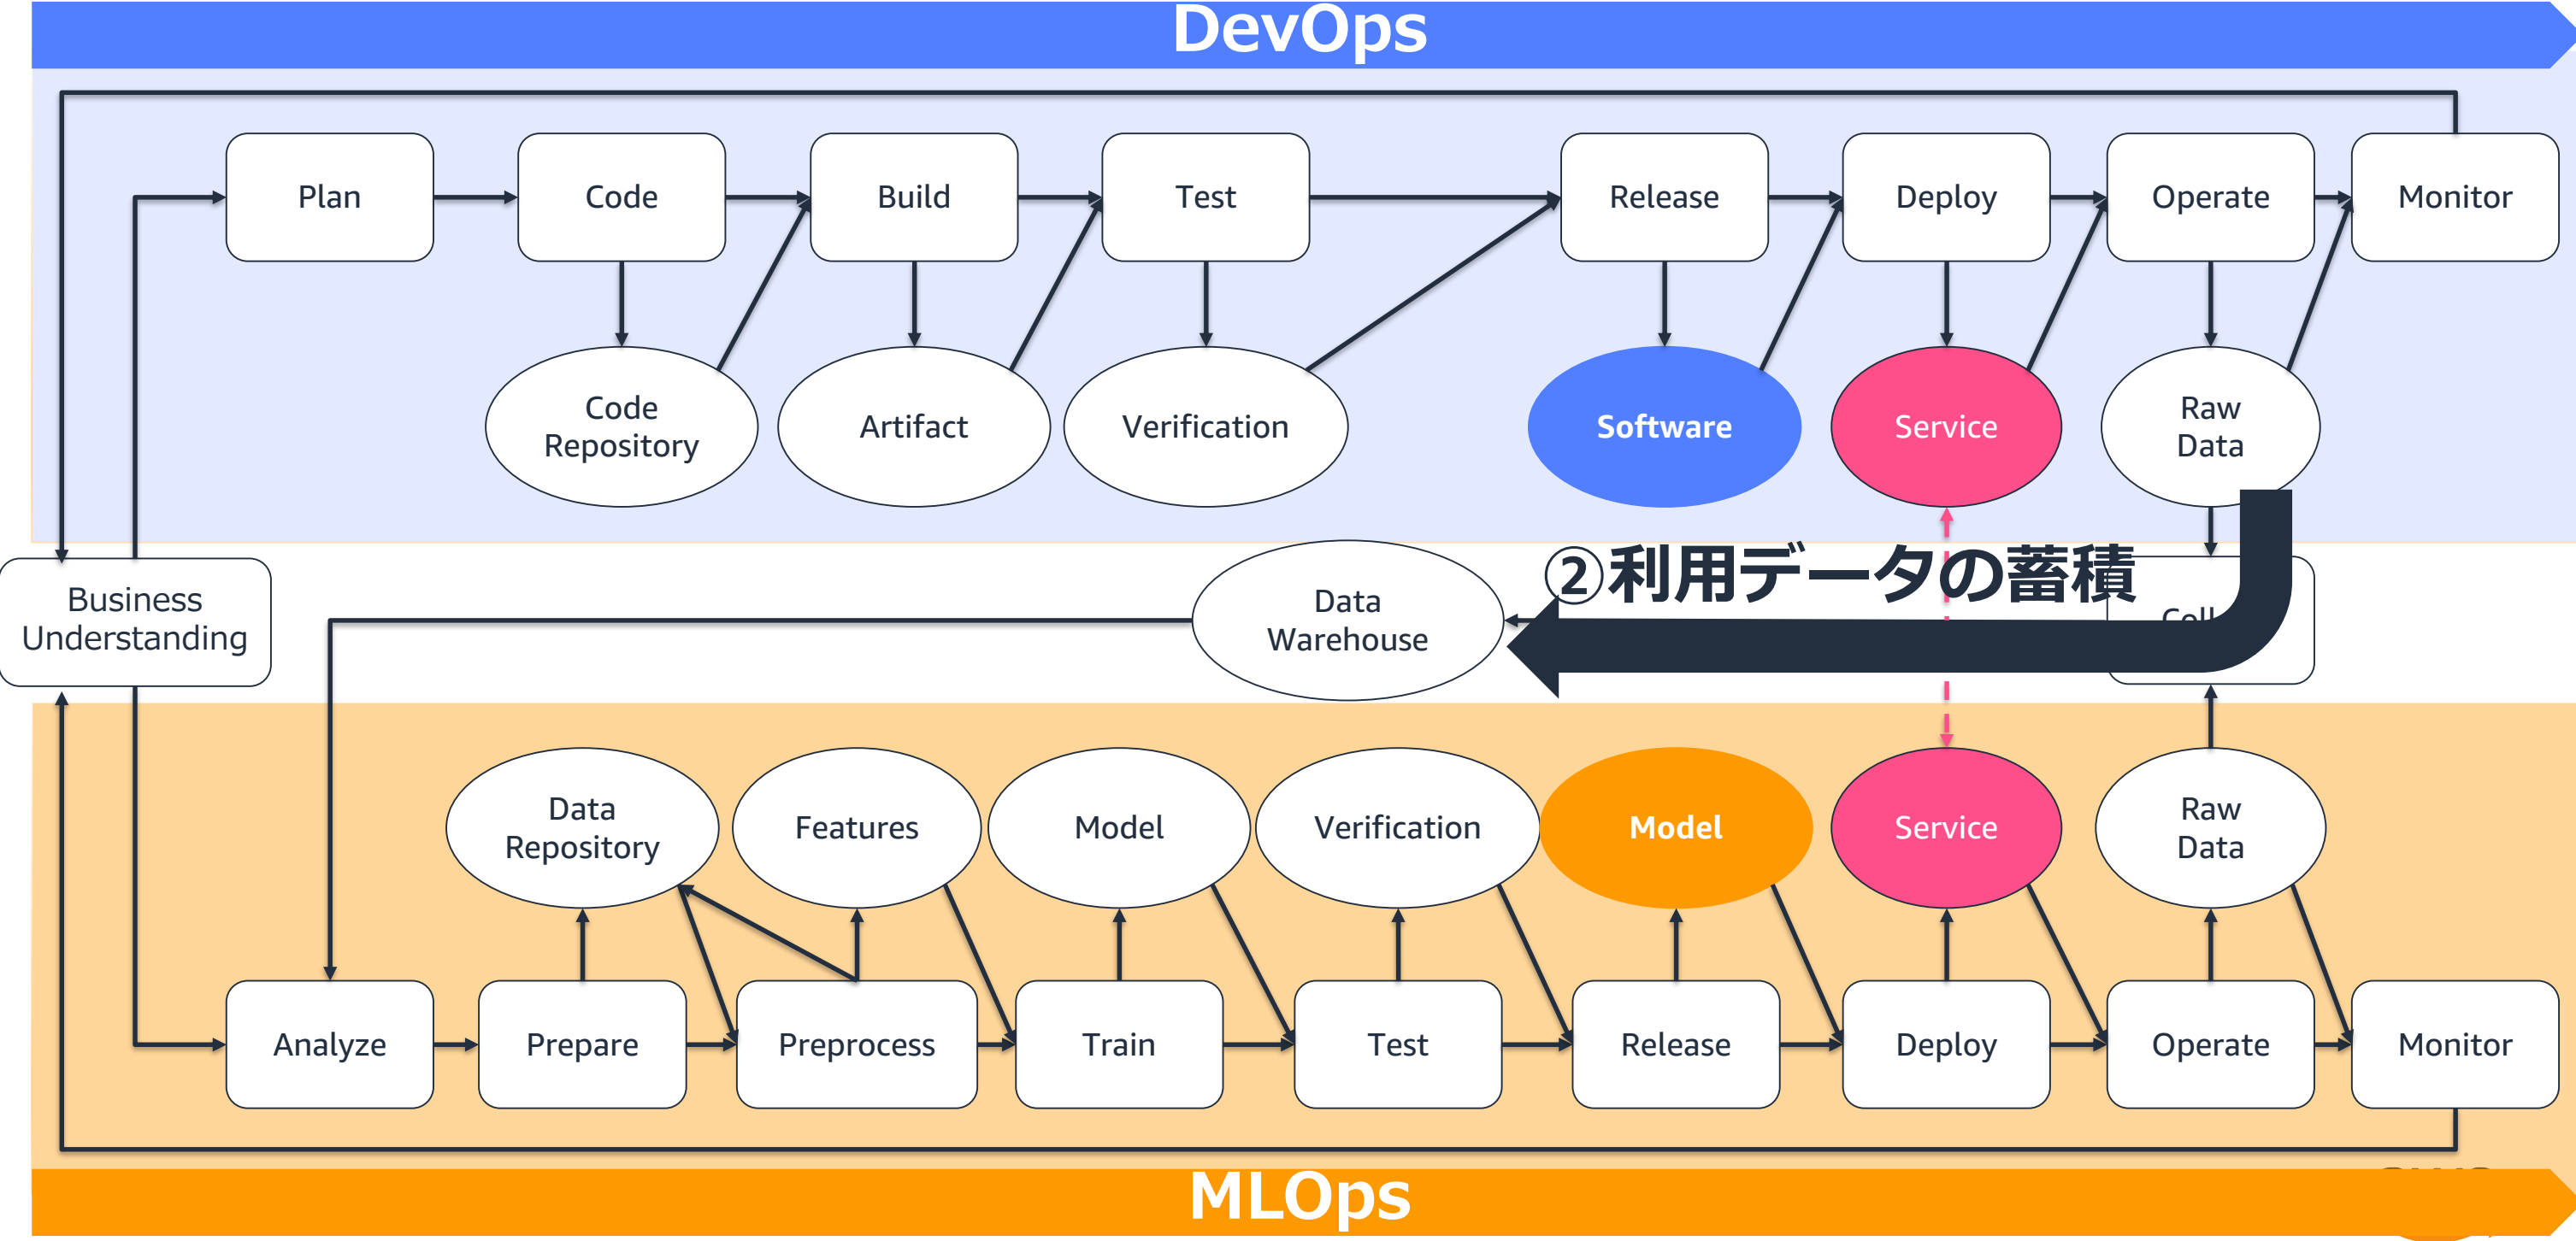 DevOps
Plan
Code
Build
Test
Release
Deploy
Operate
Monitor
Code
Repository
Artifact
Verification
Software
Service
Raw
Data
②利用データの蓄積
Business
Understanding
Data
Warehouse
Data
Repository
Features
Model
Verification
Model
Service
Raw
Data
Analyze
Prepare
Preprocess
Train
Test
Release
Deploy
Operate
Monitor
MLOps